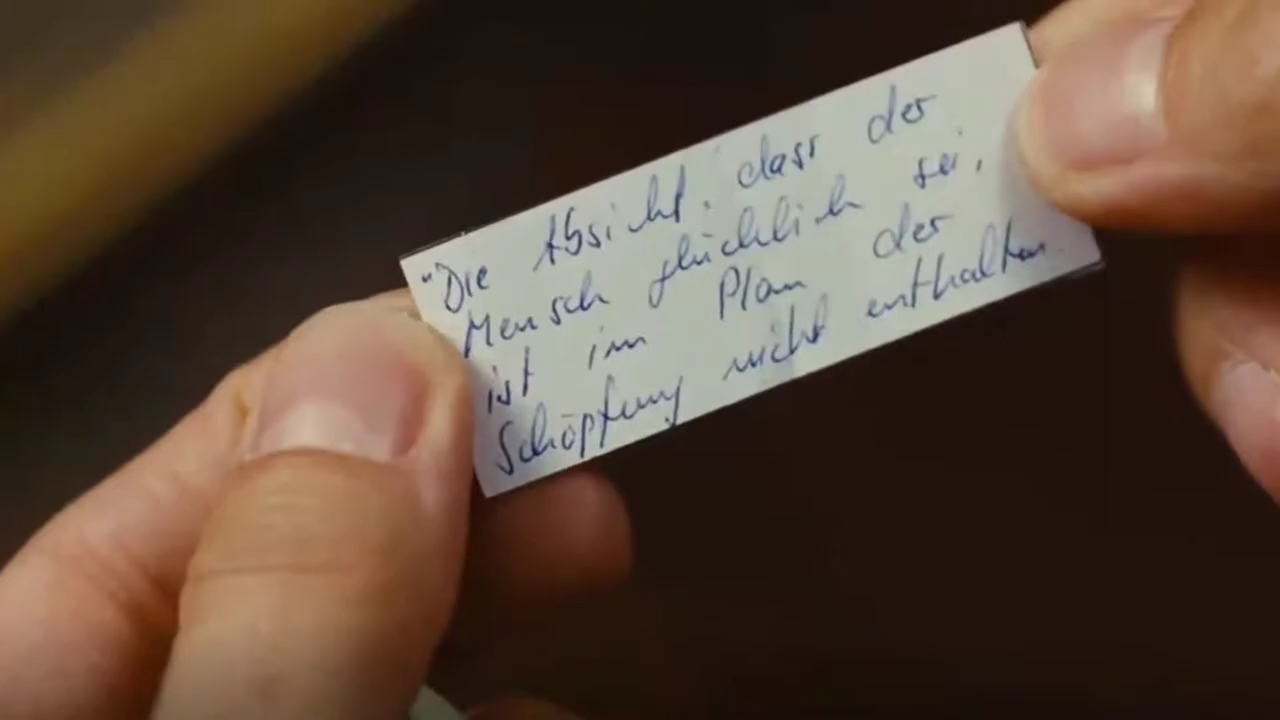 "Die Absicht, dass der
Mensch glücklich sei,
ist im Plan der
Schöpfung nicht enthalten